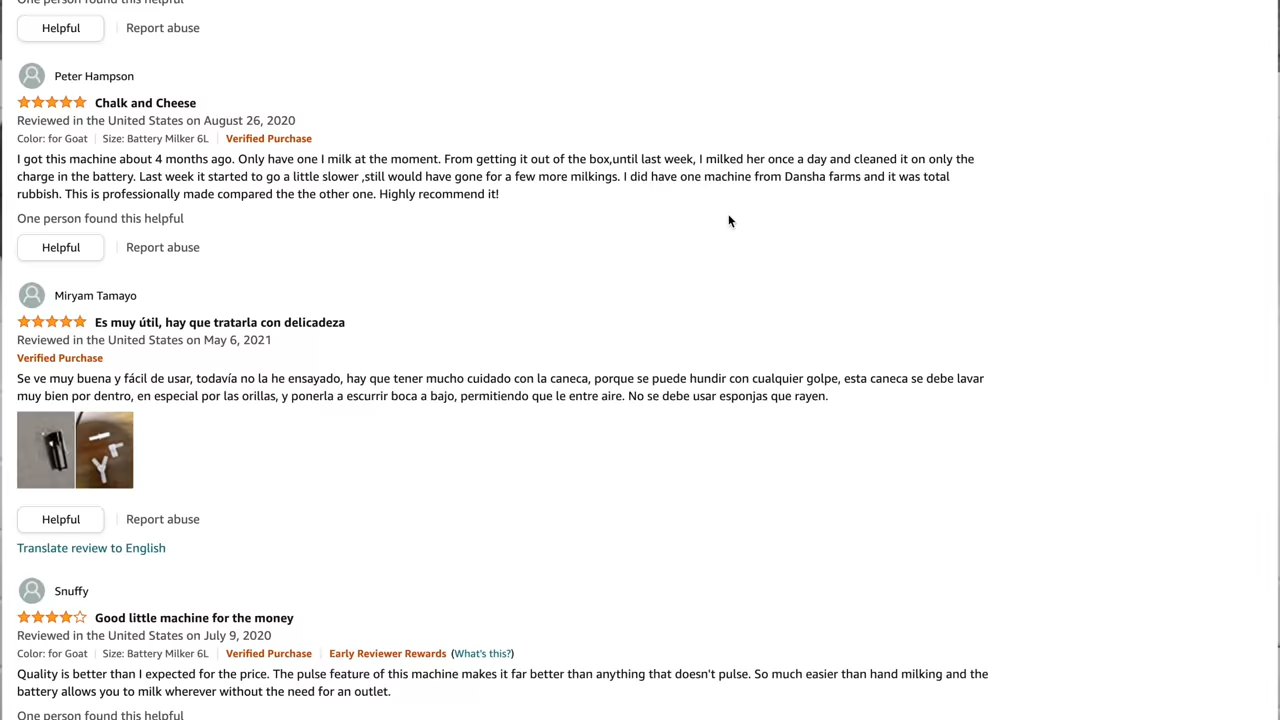 One person found this helpful
Helpful
Report abuse
Peter Hampson
Chalk and Cheese
Reviewed in the United States on August 26, 2020
Color: for Goat | Size: Battery Milker 6L | Verified Purchase
I got this machine about 4 months ago. Only have one I milk at the moment. From getting it out of the box,until last week, I milked her once a day and cleaned it on only the
charge in the battery. Last week it started to go a little slower ,still would have gone for a few more milkings. I did have one machine from Dansha farms and it was total
rubbish. This is professionally made compared the the other one. Highly recommend it!
One person found this helpful
Helpful
Report abuse
Miryam Tamayo
Es muy útil, hay que tratarla con delicadeza
Reviewed in the United States on May 6, 2021
Verified Purchase
Se ve muy buena y fácil de usar, todavía no la he ensayado, hay que tener mucho cuidado con la caneca, porque se puede hundir con cualquier golpe, esta caneca se debe lavar
muy bien por dentro, en especial por las orillas, y ponerla a escurrir boca a bajo, permitiendo que le entre aire. No se debe usar esponjas que rayen.
Helpful
Report abuse
Translate review to English
Snuffy
Good little machine for the money
Reviewed in the United States on July 9, 2020
Color: for Goat | Size: Battery Milker 6L | Verified Purchase | Early Reviewer Rewards (What's this?)
Quality is better than I expected for the price. The pulse feature of this machine makes it far better than anything that doesn't pulse. So much easier than hand milking and the
battery allows you to milk wherever without the need for an outlet.
One person found this helpful